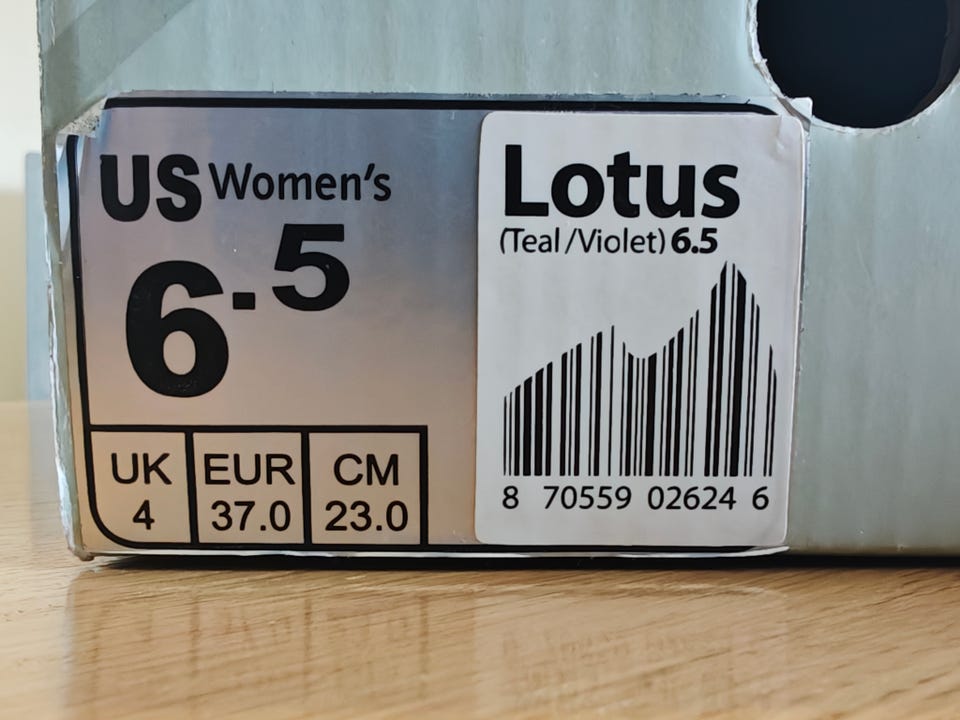 US Women's
6.5
UK EUR CM
4 37.0 23.0
Lotus
(Teal/Violet) 6.5
8 70559 02624 6